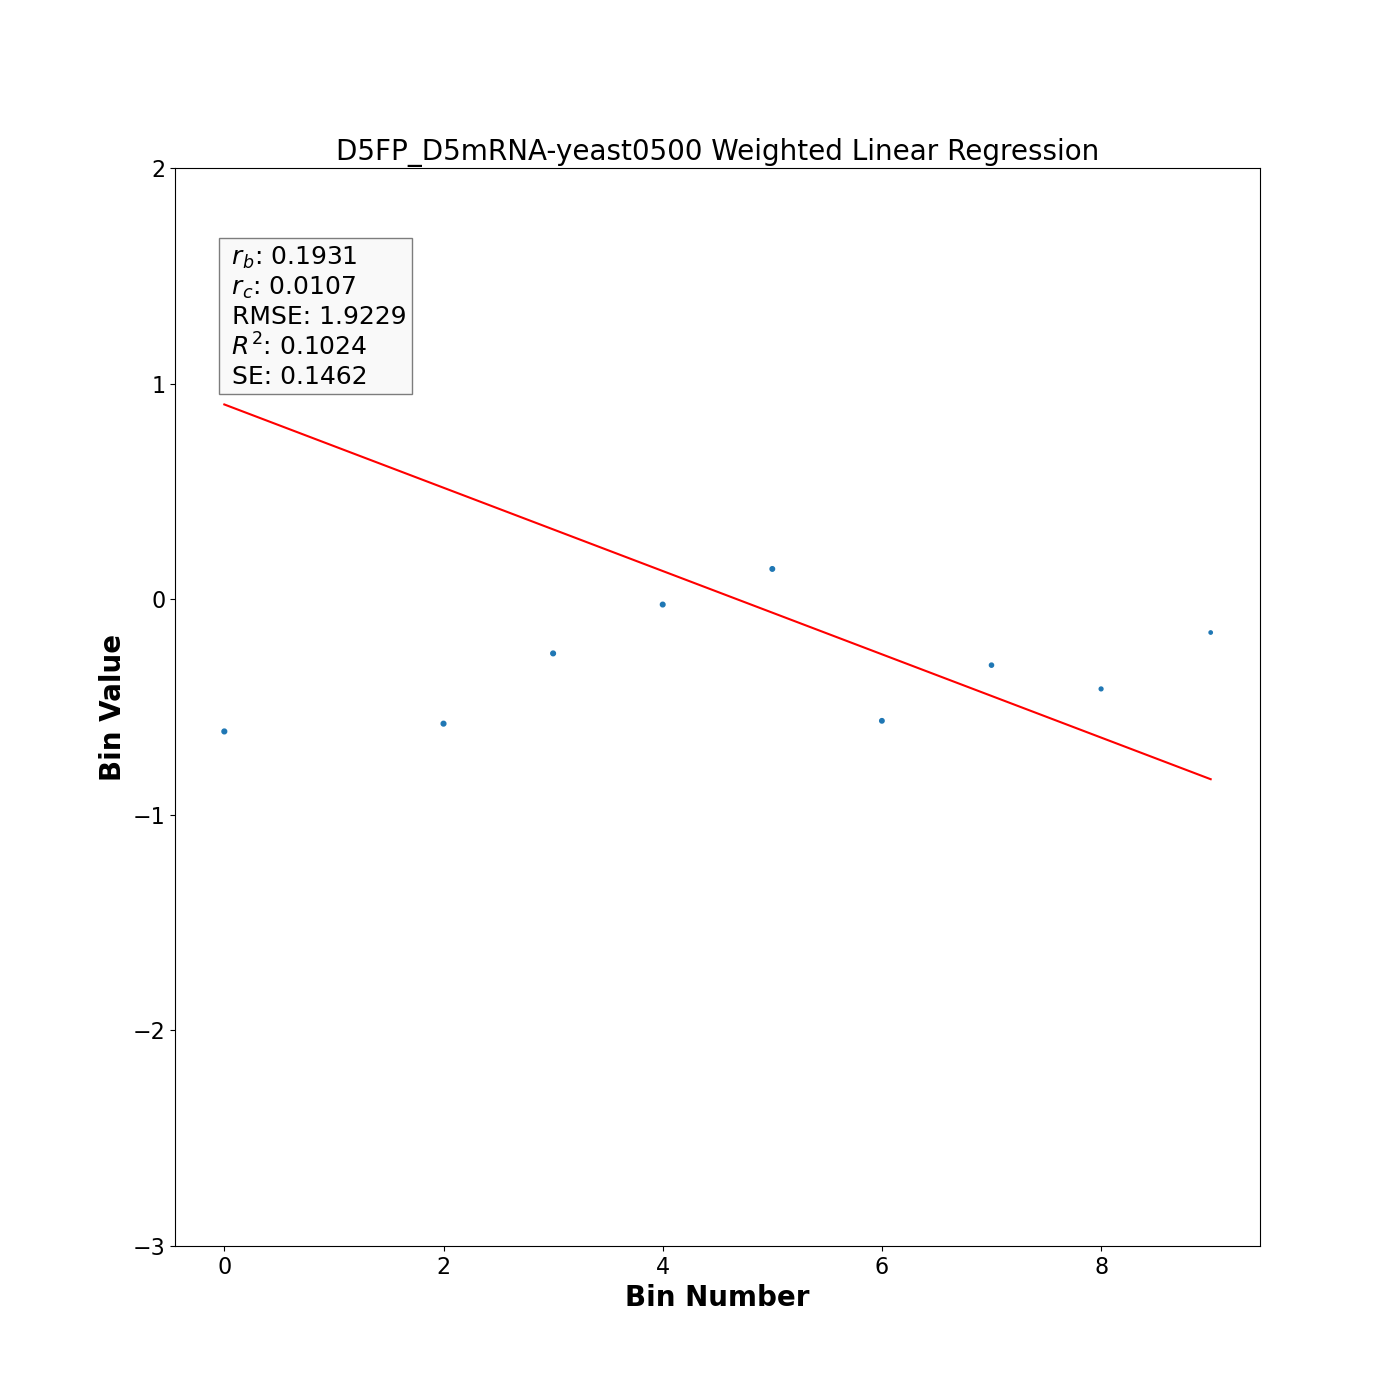 D5FP_D5mRNA-yeast0500 Weighted Linear Regression
2
r_b: 0.1931
r_c: 0.0107
RMSE: 1.9229
R²: 0.1024
SE: 0.1462
1
0
−1
−2
−3
Bin Value
0 2 4 6 8
Bin Number